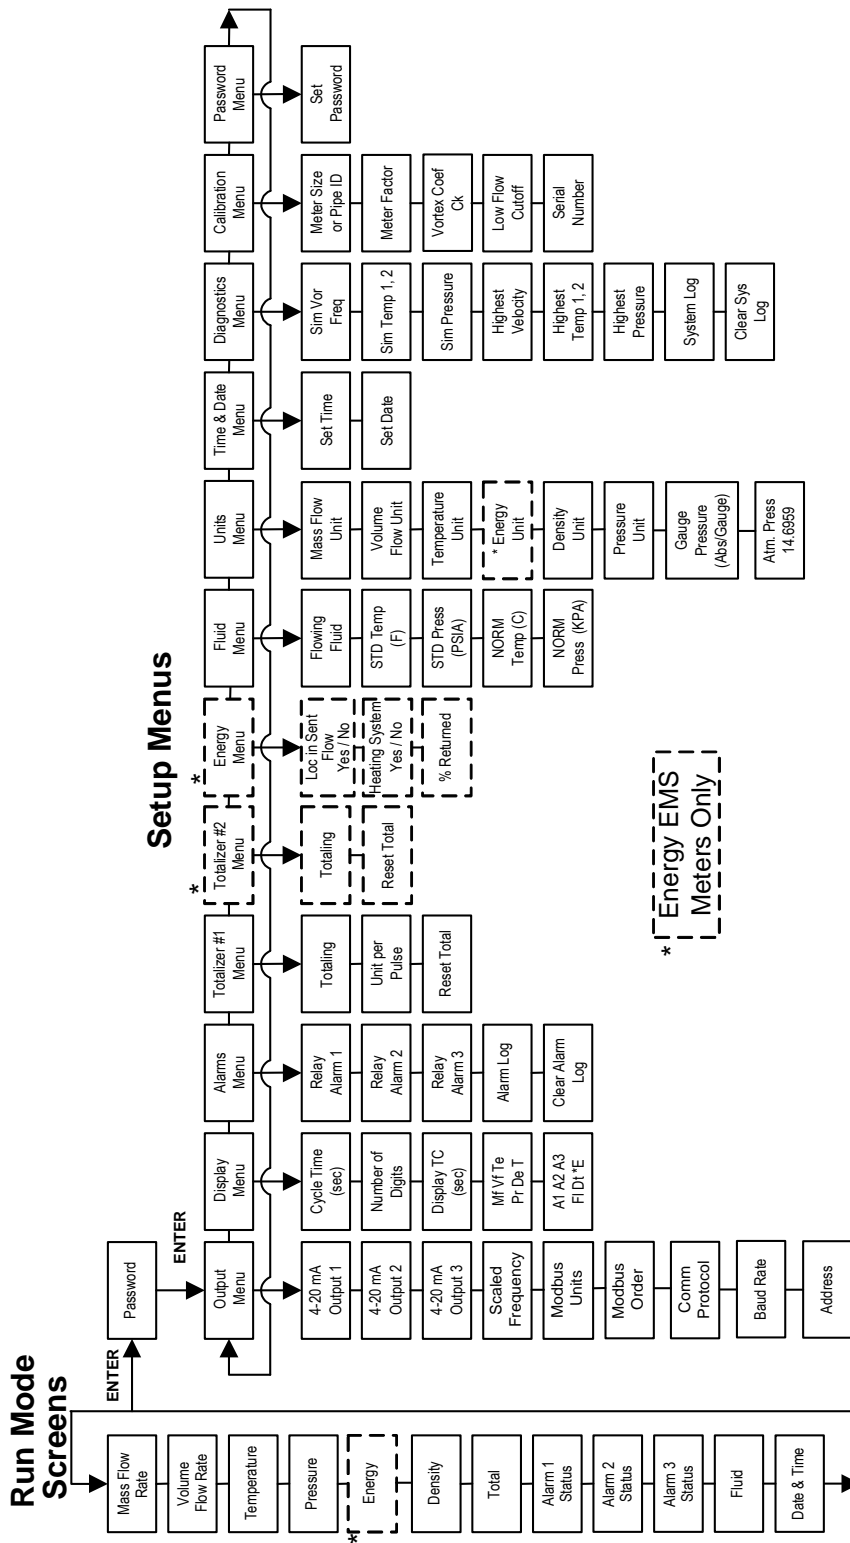 Run Mode
Screens
Mass Flow
Rate
Volume
Flow Rate
Temperature
Pressure
*
Energy
Density
Total
Alarm 1
Status
Alarm 2
Status
Alarm 3
Status
Fluid
Date & Time
ENTER
Password
ENTER
Setup Menus
Output
Menu
4-20 mA
Output 1
4-20 mA
Output 2
4-20 mA
Output 3
Scaled
Frequency
Modbus
Units
Modbus
Order
Comm
Protocol
Baud Rate
Address
Display
Menu
Cycle Time
(sec)
Number of
Digits
Display TC
(sec)
Mf Vf Te
Pr De T
A1 A2 A3
Fl Dt *E
Alarms
Menu
Relay
Alarm 1
Relay
Alarm 2
Relay
Alarm 3
Alarm Log
Clear Alarm
Log
Totalizer #1
Menu
Totaling
Unit per
Pulse
Reset Total
*
Totalizer #2
Menu
Totaling
Reset Total
*
Energy
Menu
Loc in Sent
Flow
Yes / No
Heating System
Yes / No
% Returned
Fluid
Menu
Flowing
Fluid
STD Temp
(F)
STD Press
(PSIA)
NORM
Temp (C)
NORM
Press (KPA)
Units
Menu
Mass Flow
Unit
Volume
Flow Unit
Temperature
Unit
* Energy
Unit
Density
Unit
Pressure
Unit
Gauge
Pressure
(Abs/Gauge)
Atm. Press
14.6959
Time & Date
Menu
Set Time
Set Date
Diagnostics
Menu
Sim Vor
Freq
Sim Temp 1, 2
Sim Pressure
Highest
Velocity
Highest
Temp 1, 2
Highest
Pressure
System Log
Clear Sys
Log
Calibration
Menu
Meter Size
or Pipe ID
Meter Factor
Vortex Coef
Ck
Low Flow
Cutoff
Serial
Number
Password
Menu
Set
Password
*
Energy EMS
Meters Only